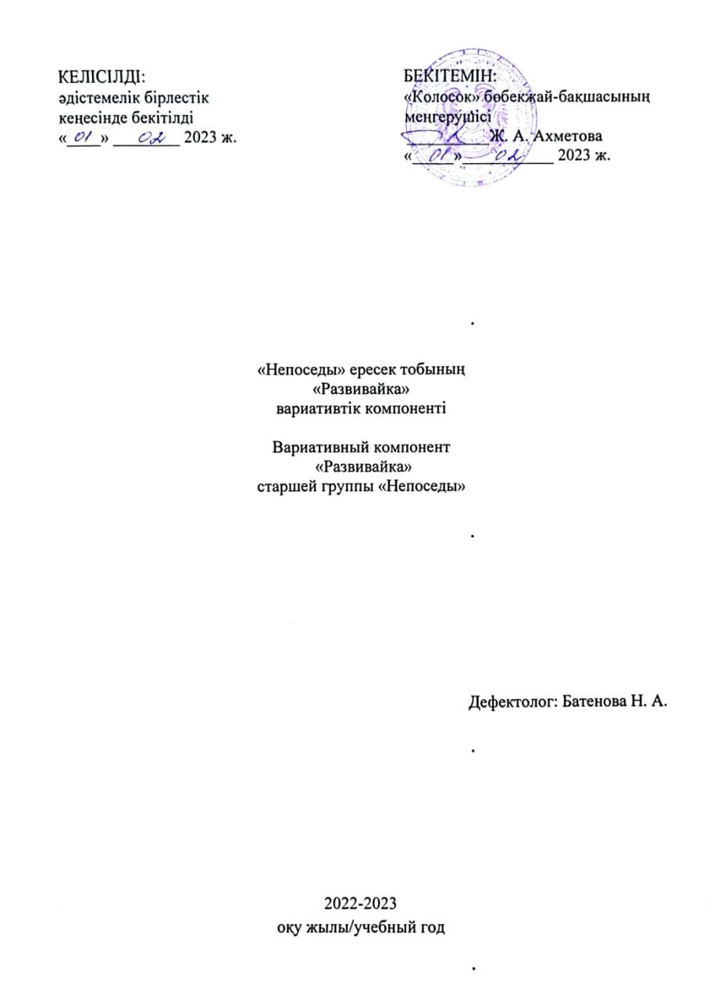 КЕЛІСІЛДІ:
әдістемелік бірлестік
кеңесінде бекітілді
«01» 02 2023 ж.
БЕКІТЕМІН:
«Колосок» бөбекжай-бақшасының
меңгерушісі
Ж. А. Ахметова
«01» 02 2023 ж.
«Непоседы» ересек тобының
«Развивайка»
вариативтік компоненті
Вариативный компонент
«Развивайка»
старшей группы «Непоседы»
Дефектолог: Батенова Н. А.
2022-2023
оқу жылы/учебный год